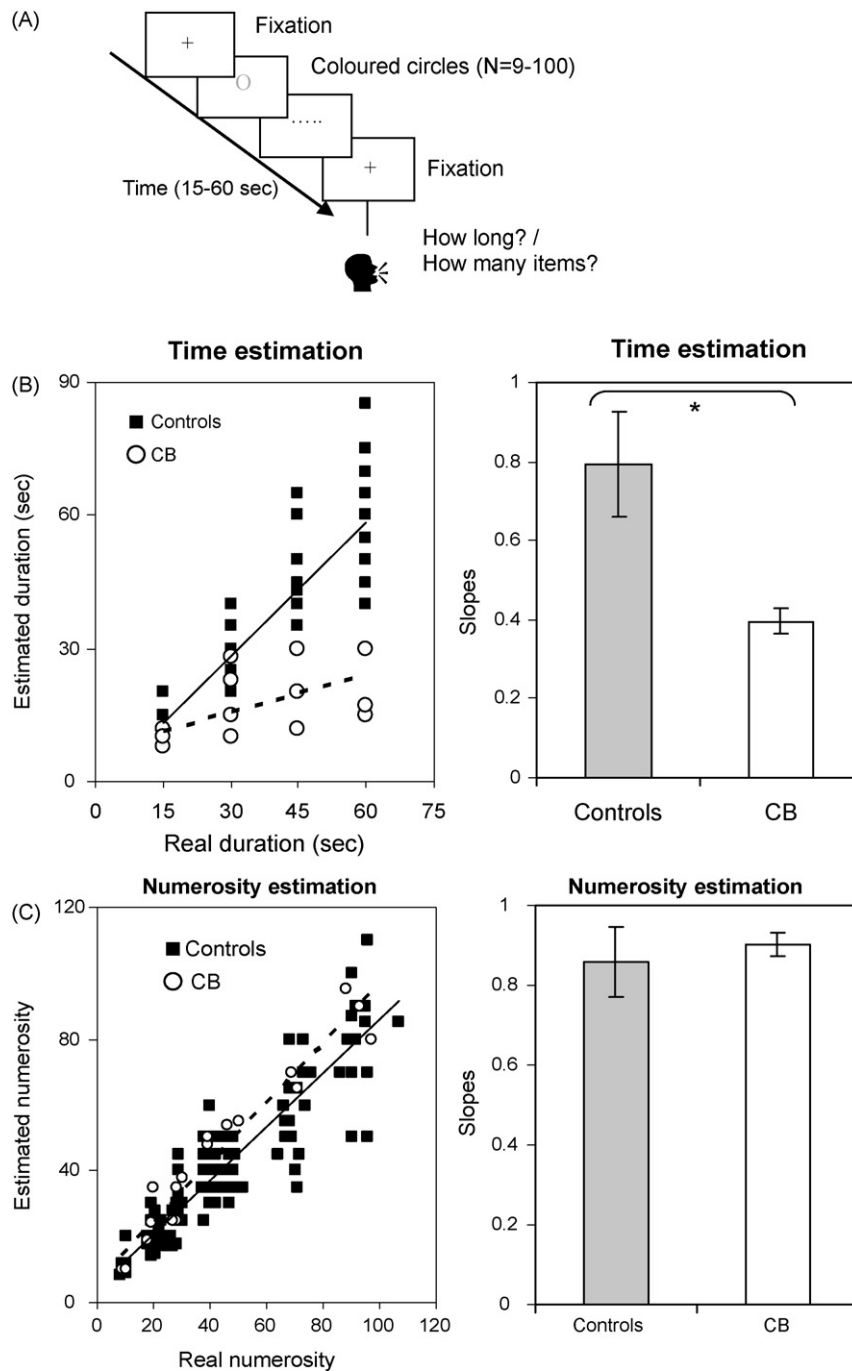 (A)
Fixation
Coloured circles (N=9-100)
Fixation
Time (15-60 sec)
How long? /
How many items?
(B)
Time estimation
Estimated duration (sec)
90
60
30
0
Controls
CB
0 15 30 45 60 75
Real duration (sec)
Time estimation
Slopes
1
0.8
0.6
0.4
0.2
0
*
Controls CB
(C)
Numerosity estimation
Estimated numerosity
120
80
40
0
Controls
CB
0 20 40 60 80 100 120
Real numerosity
Numerosity estimation
Slopes
1
0.8
0.6
0.4
0.2
0
Controls CB